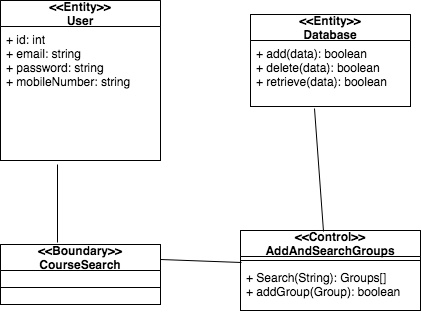 <<Entity>>
User
+ id: int
+ email: string
+ password: string
+ mobileNumber: string
<<Entity>>
Database
+ add(data): boolean
+ delete(data): boolean
+ retrieve(data): boolean
<<Boundary>>
CourseSearch
<<Control>>
AddAndSearchGroups
+ Search(String): Groups[]
+ addGroup(Group): boolean